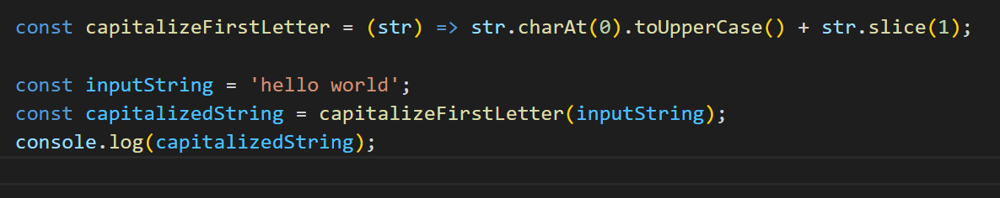 const capitalizeFirstLetter = (str) => str.charAt(0).toUpperCase() + str.slice(1);
const inputString = 'hello world';
const capitalizedString = capitalizeFirstLetter(inputString);
console.log(capitalizedString);